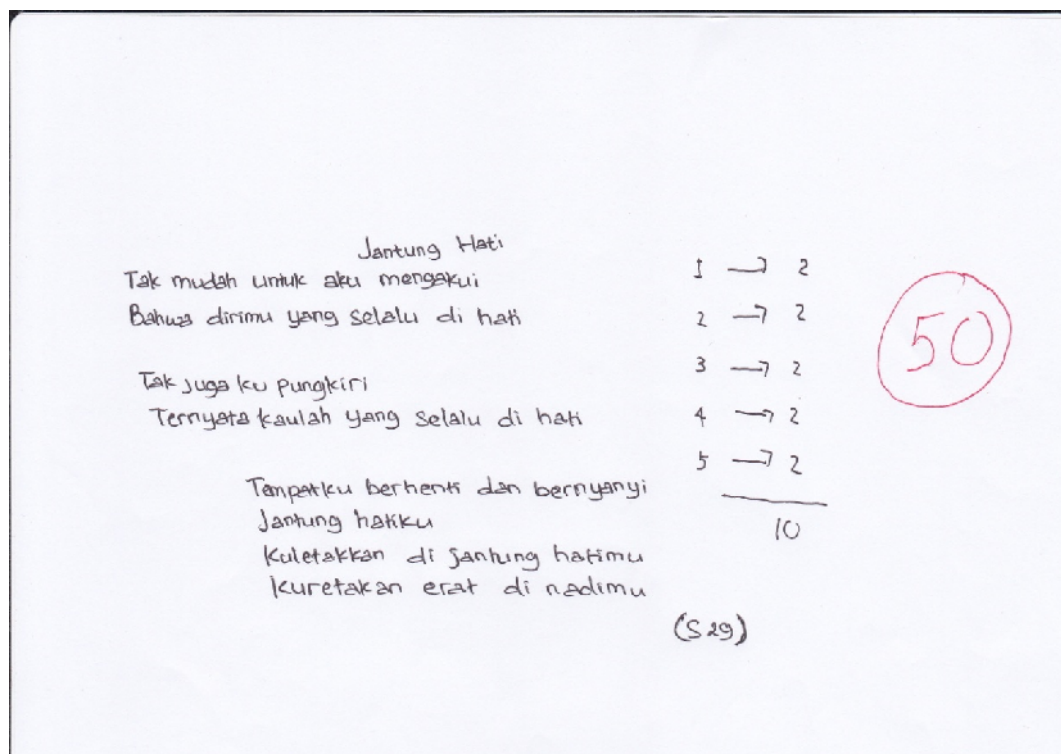 Jantung Hati
Tak mudah untuk aku mengakui
Bahwa dirimu yang selalu di hati
Tak juga ku pungkiri
Ternyata kaulah yang selalu di hati
Tempatku berhenti dan bernyanyi
Jantung hatiku
Kuletakkan di jantung hatimu
Kuretakan erat di nadimu
(S 29)
1 → 2
2 → 2
3 → 2
4 → 2
5 → 2
10
50